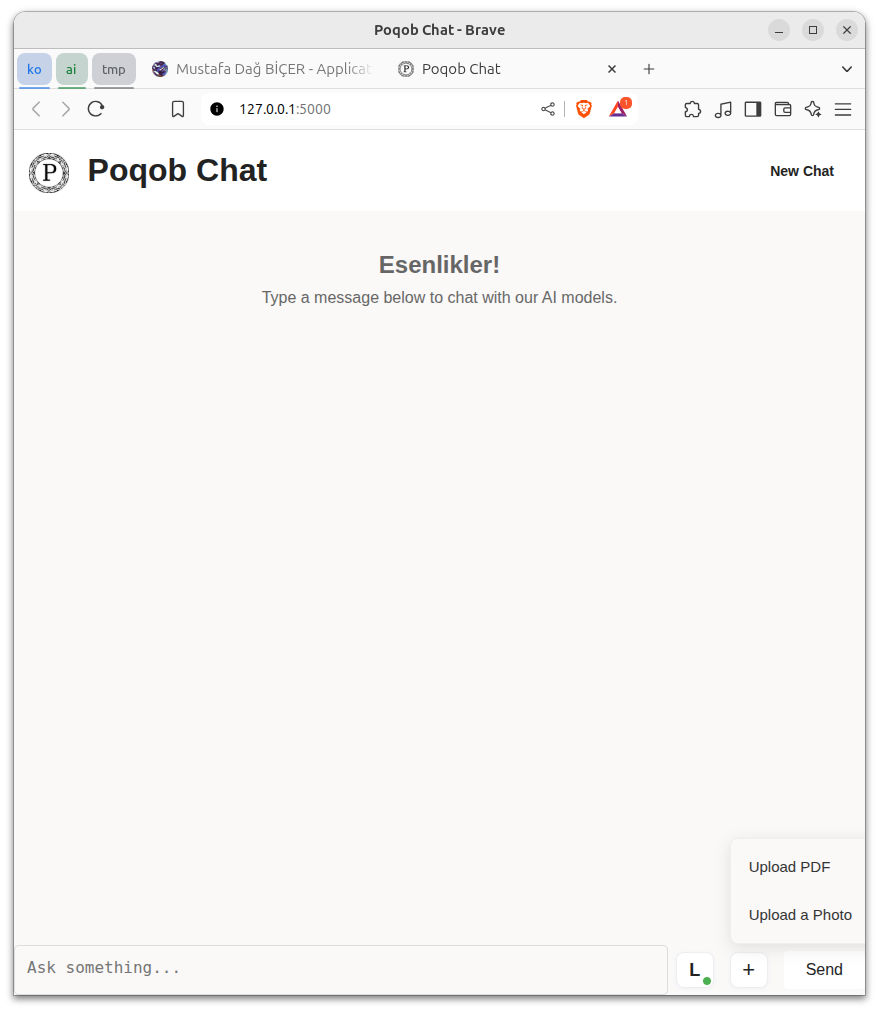 Poqob Chat - Brave
ko ai tmp Mustafa Dağ BİÇER - Applicat Poqob Chat
127.0.0.1:5000 1
P Poqob Chat New Chat
Esenlikler!
Type a message below to chat with our AI models.
Upload PDF
Upload a Photo
Ask something... L + Send